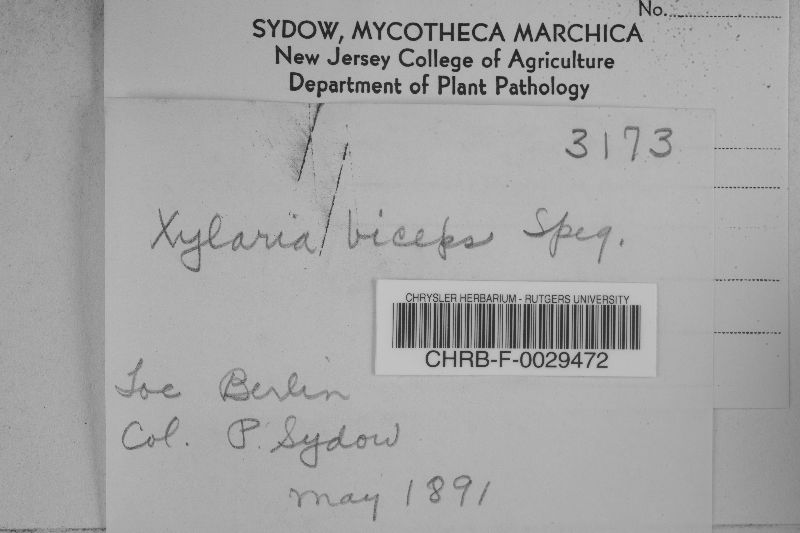 No.
SYDOW, MYCOTHECA MARCHICA
New Jersey College of Agriculture
Department of Plant Pathology
3173
Xylaria biceps Speg.
CHRYSLER HERBARIUM - RUTGERS UNIVERSITY
CHRB-F-0029472
Loc Berlin
Col. P. Sydow
May 1891